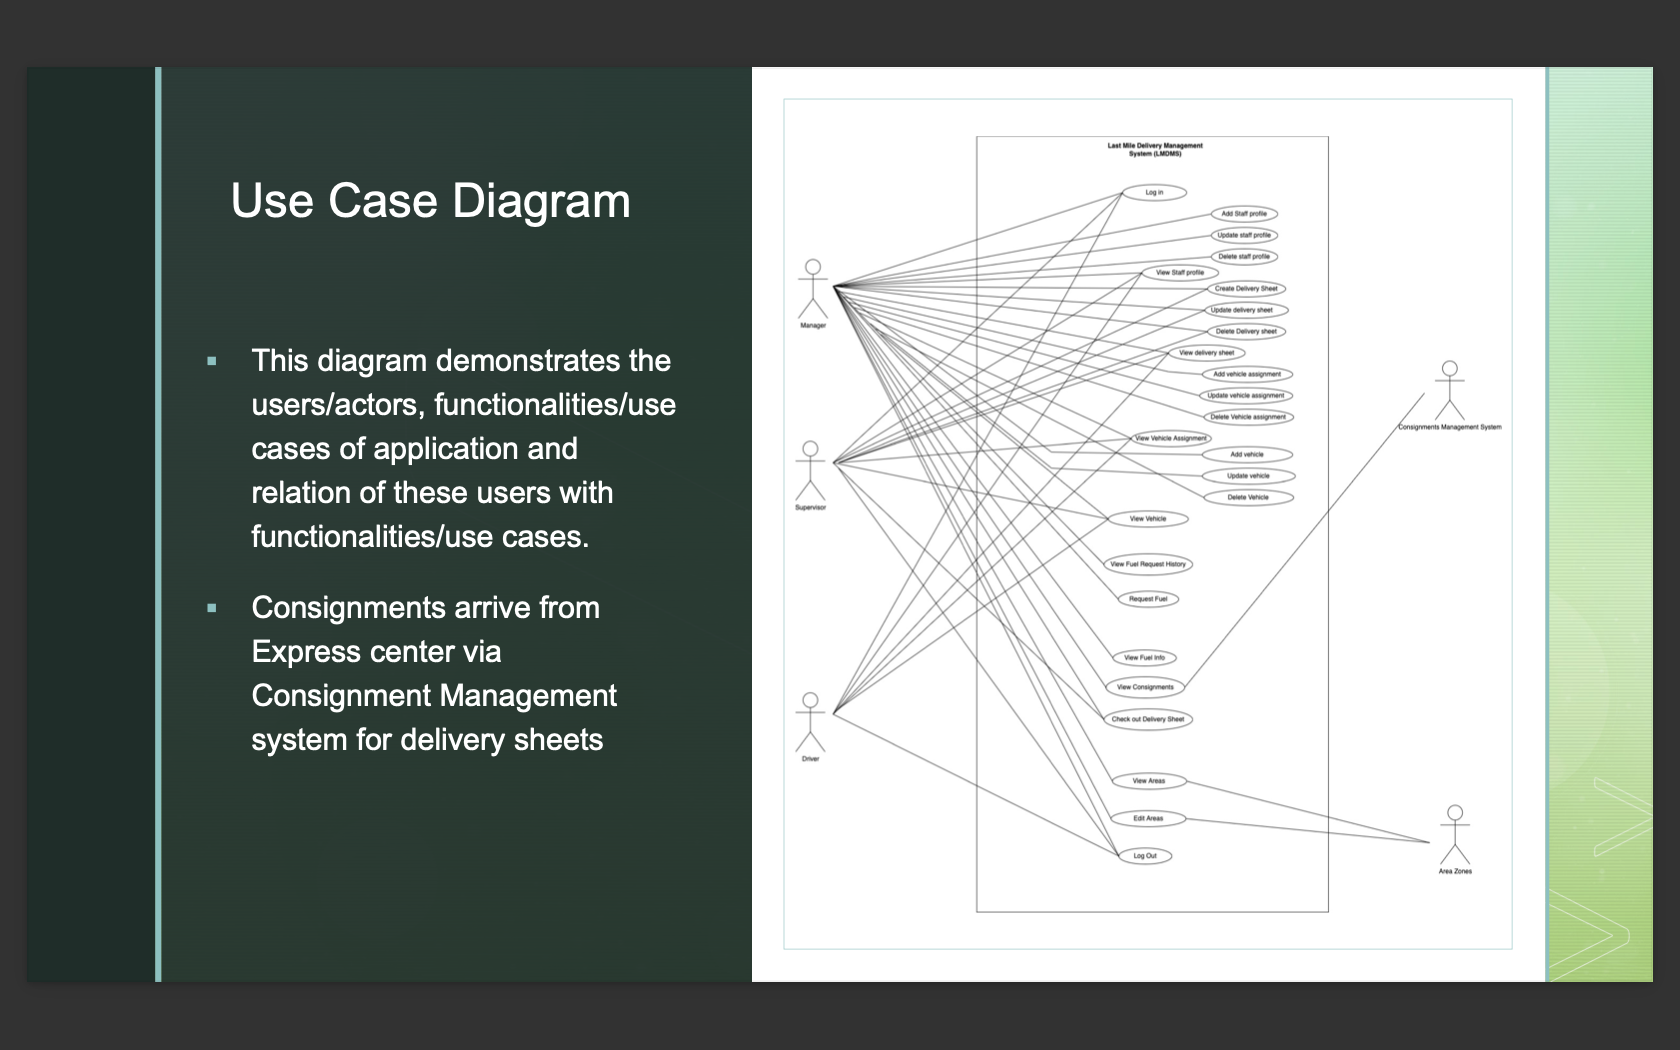 Use Case Diagram
This diagram demonstrates the
users/actors, functionalities/use
cases of application and
relation of these users with
functionalities/use cases.
Consignments arrive from
Express center via
Consignment Management
system for delivery sheets
Last Mile Delivery Management
System (LMDMS)
Log in
Add Staff profile
Update staff profile
Delete staff profile
View Staff profile
Create Delivery Sheet
Update delivery sheet
Delete Delivery sheet
View delivery sheet
Add vehicle assignment
Update vehicle assignment
Delete Vehicle assignment
View Vehicle Assignment
Add vehicle
Update vehicle
Delete Vehicle
View Vehicle
View Fuel Request History
Request Fuel
View Fuel Info
View Consignments
Check out Delivery Sheet
View Areas
Edit Areas
Log Out
Manager
Supervisor
Driver
Consignments Management System
Area Zones